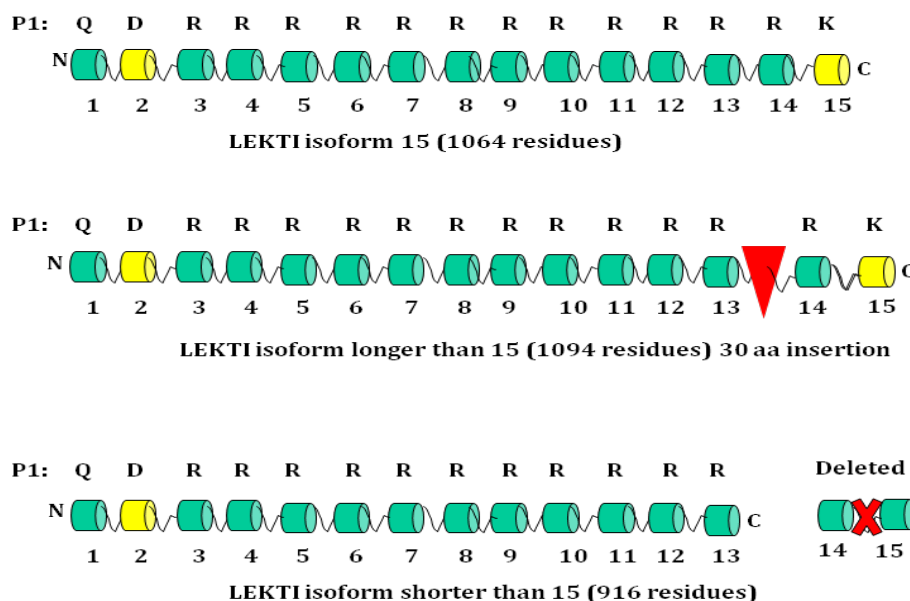 P1: Q D R R R R R R R R R R R R K
N C
1 2 3 4 5 6 7 8 9 10 11 12 13 14 15
LEKTI isoform 15 (1064 residues)
P1: Q D R R R R R R R R R R R R K
N C
1 2 3 4 5 6 7 8 9 10 11 12 13 14 15
LEKTI isoform longer than 15 (1094 residues) 30 aa insertion
P1: Q D R R R R R R R R R R R Deleted
N C
1 2 3 4 5 6 7 8 9 10 11 12 13 14 15
LEKTI isoform shorter than 15 (916 residues)